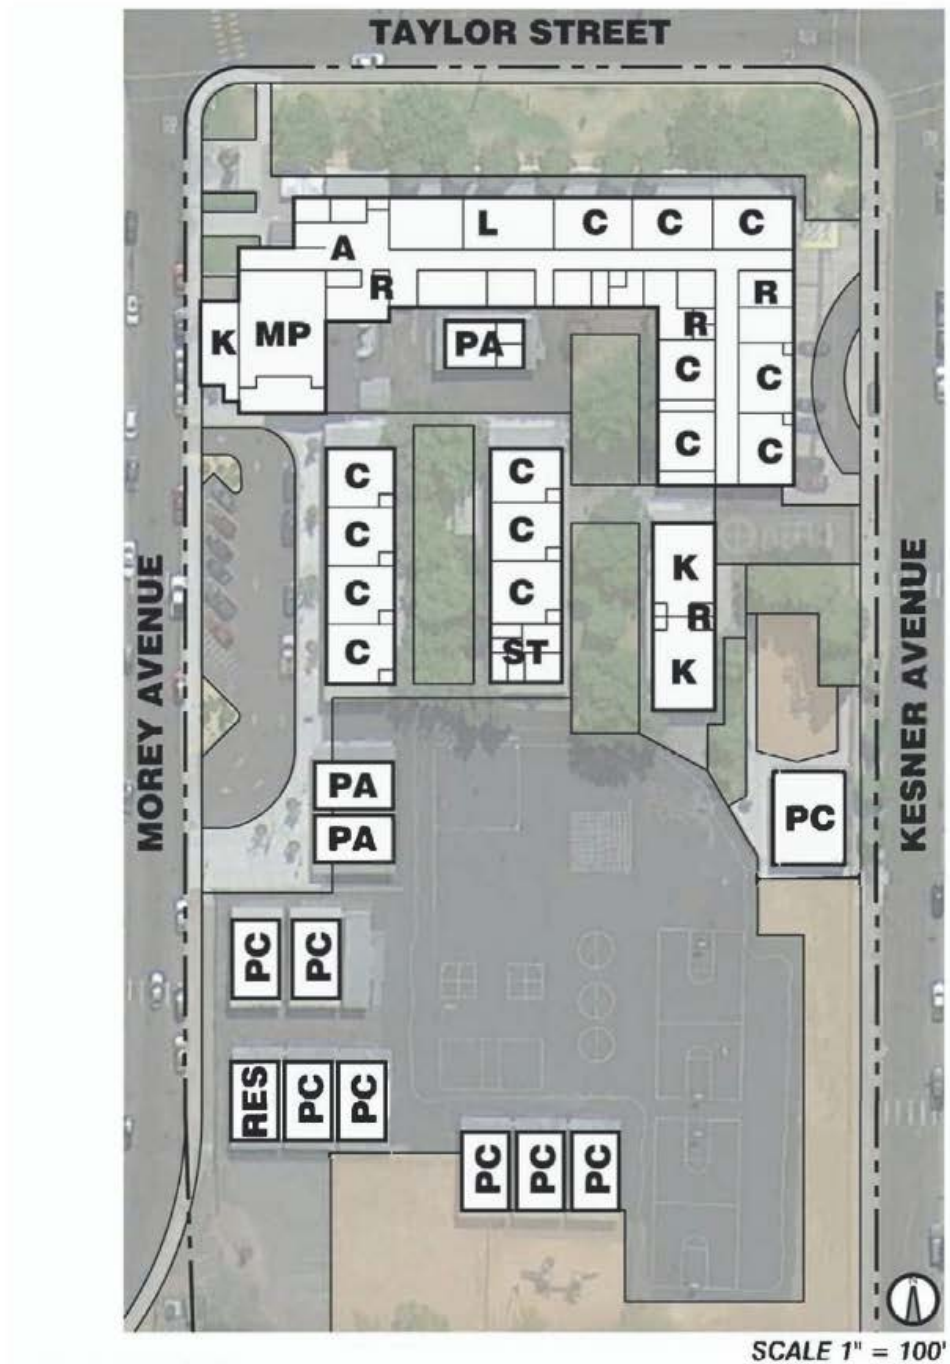 TAYLOR STREET
L C C C
A
R R
R
K MP PA
C C
C C
C C
C C
K
C C
R
C ST
K
MOREY AVENUE
KESNER AVENUE
PA
PC
PA
PC PC
RES PC PC
PC PC PC
N
SCALE 1" = 100'